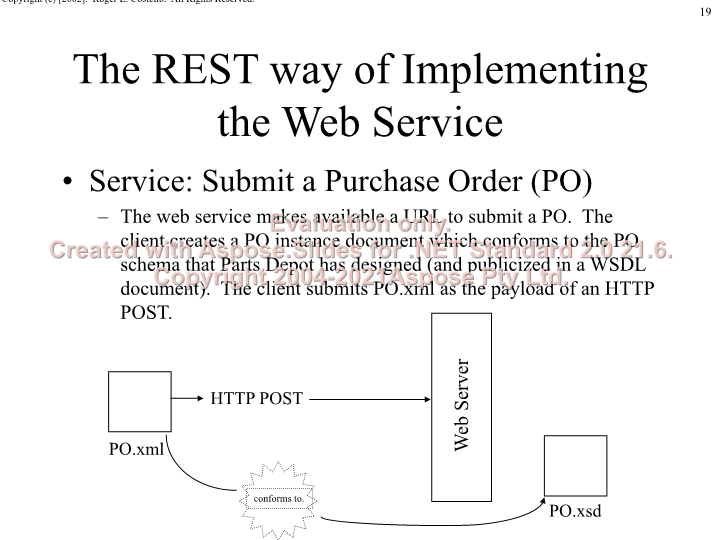 Copyright (c) [2002]. Roger L. Costello. All Rights Reserved.
19
The REST way of Implementing
the Web Service
• Service: Submit a Purchase Order (PO)
– The web service makes available a URL to submit a PO. The
client creates a PO instance document which conforms to the PO
schema that Parts Depot has designed (and publicized in a WSDL
document). The client submits PO.xml as the payload of an HTTP
POST.
Evaluation only.
Created with Aspose.Slides for .NET Standard 2.0 21.6.
Copyright 2004-2021Aspose Pty Ltd.
HTTP POST
Web Server
PO.xml
conforms to.
PO.xsd